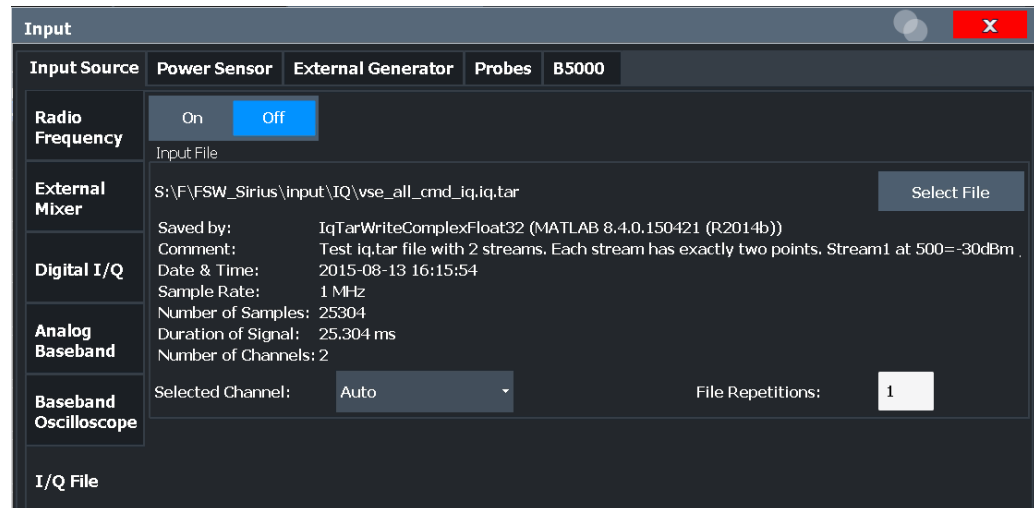 Input
X
Input Source Power Sensor External Generator Probes B5000
Radio
Frequency
On Off
Input File
External
Mixer
S:\F\FSW_Sirius\input\IQ\vse_all_cmd_iq.iq.tar
Select File
Saved by: IqTarWriteComplexFloat32 (MATLAB 8.4.0.150421 (R2014b))
Comment: Test iq.tar file with 2 streams. Each stream has exactly two points. Stream1 at 500=-30dBm
Digital I/Q
Date & Time: 2015-08-13 16:15:54
Sample Rate: 1 MHz
Number of Samples: 25304
Analog
Baseband
Duration of Signal: 25.304 ms
Number of Channels: 2
Baseband
Oscilloscope
Selected Channel: Auto File Repetitions: 1
I/Q File